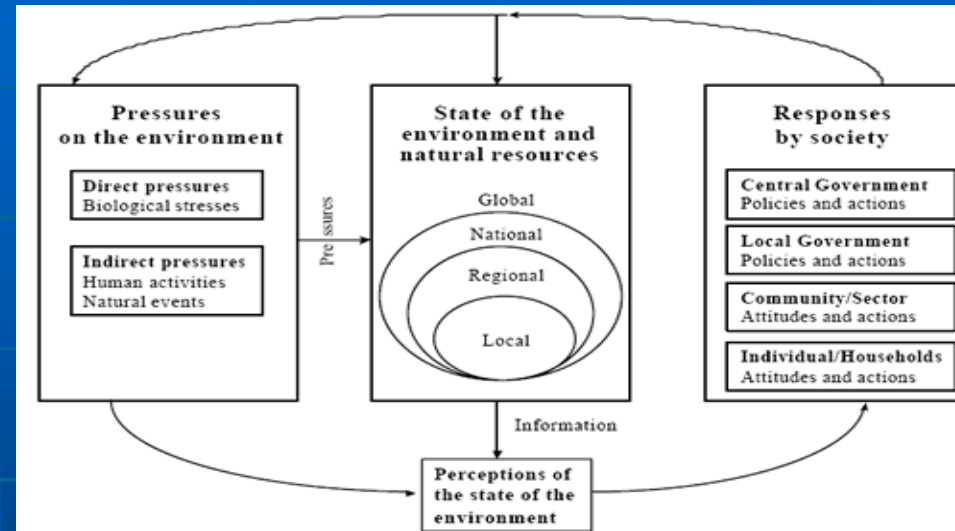 Pressures
on the environment
Direct pressures
Biological stresses
Indirect pressures
Human activities
Natural events
Pressures
State of the
environment and
natural resources
Global
National
Regional
Local
Information
Perceptions of
the state of the
environment
Responses
by society
Central Government
Policies and actions
Local Government
Policies and actions
Community/Sector
Attitudes and actions
Individual/Households
Attitudes and actions